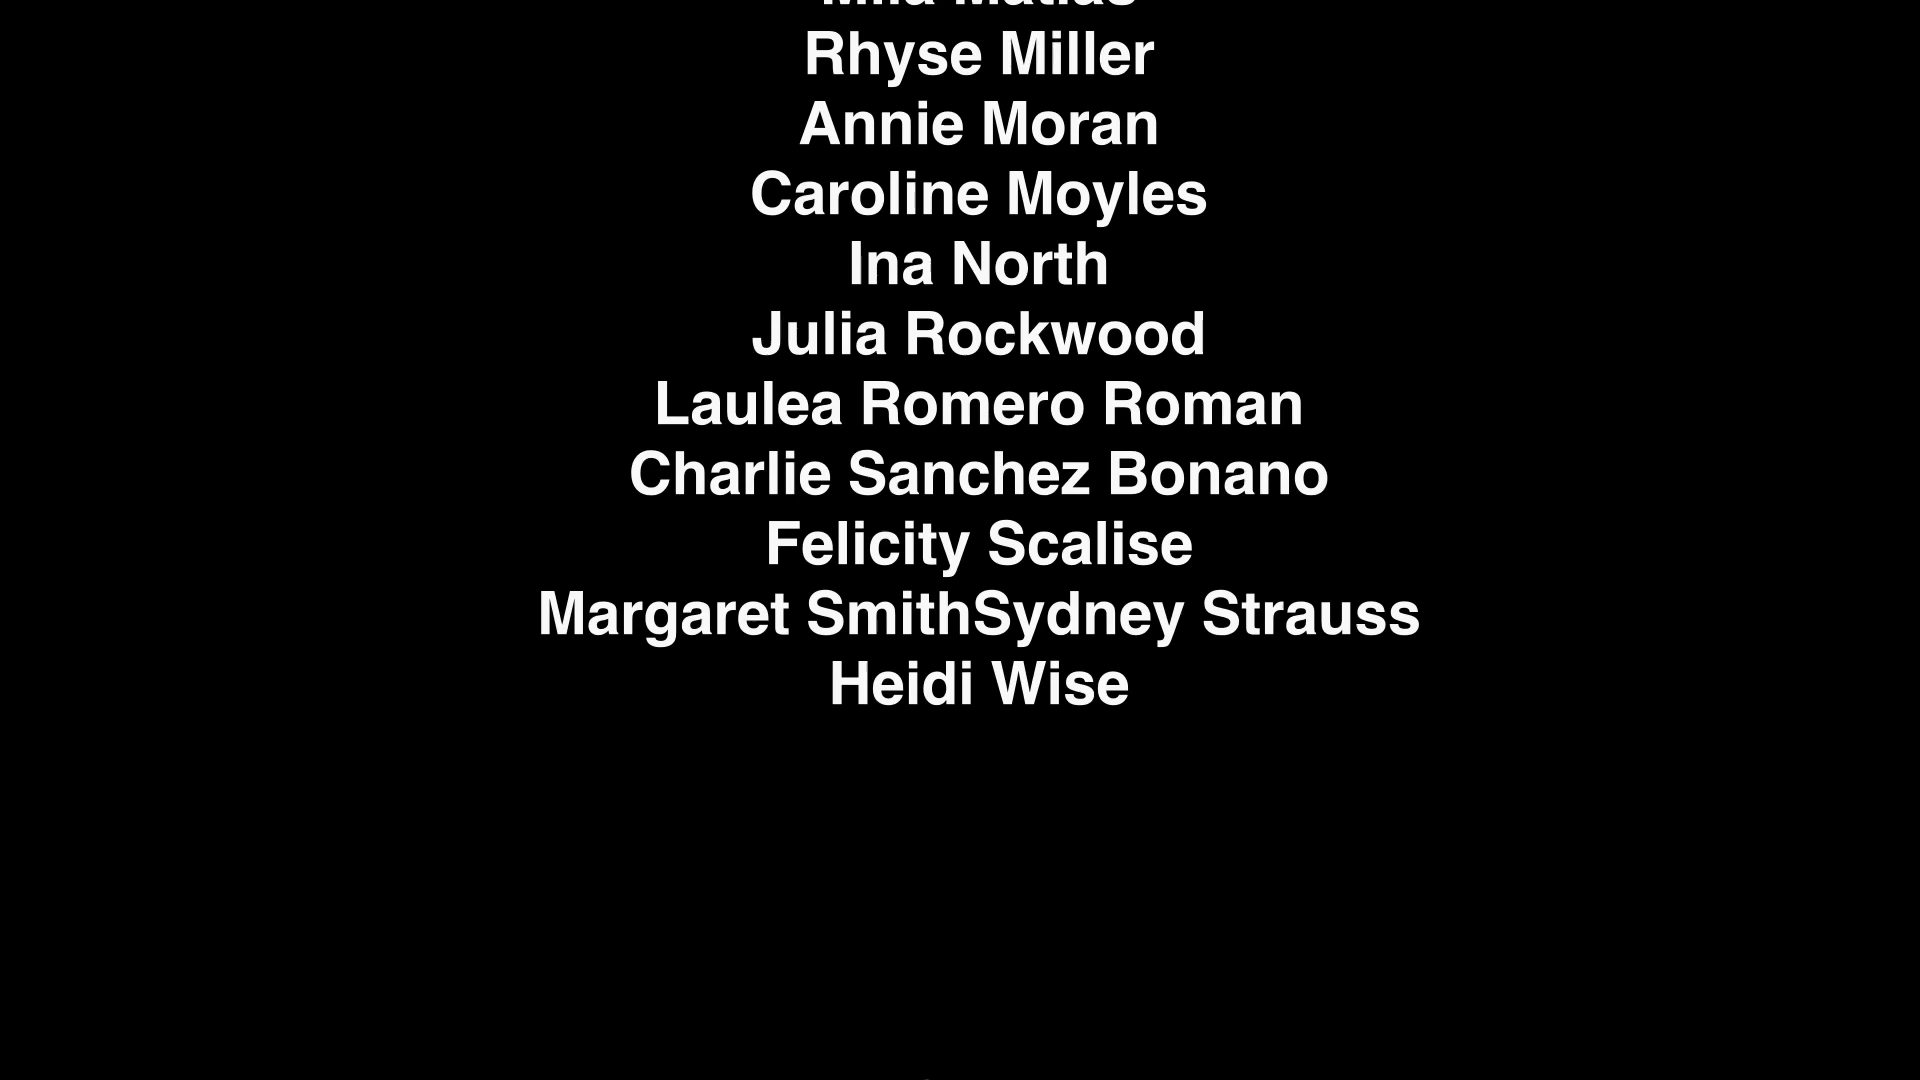 Rhyse Miller
Annie Moran
Caroline Moyles
Ina North
Julia Rockwood
Laulea Romero Roman
Charlie Sanchez Bonano
Felicity Scalise
Margaret SmithSydney Strauss
Heidi Wise